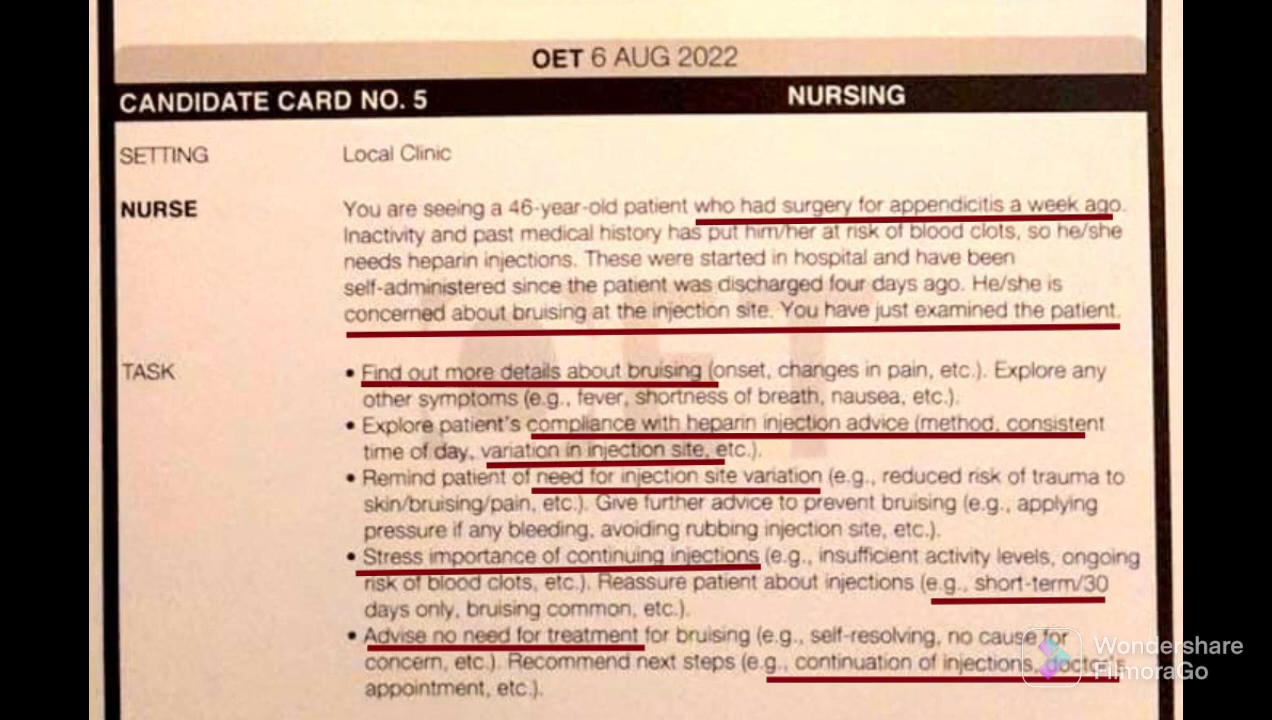 OET 6 AUG 2022
CANDIDATE CARD NO. 5 NURSING
SETTING Local Clinic
NURSE You are seeing a 46-year-old patient who had surgery for appendicitis a week ago.
Inactivity and past medical history has put him/her at risk of blood clots, so he/she
needs heparin injections. These were started in hospital and have been
self-administered since the patient was discharged four days ago. He/she is
concerned about bruising at the injection site. You have just examined the patient.
TASK • Find out more details about bruising (onset, changes in pain, etc.). Explore any
other symptoms (e.g., fever, shortness of breath, nausea, etc.).
• Explore patient's compliance with heparin injection advice (method, consistent
time of day, variation in injection site, etc.).
• Remind patient of need for injection site variation (e.g., reduced risk of trauma to
skin/bruising/pain, etc.). Give further advice to prevent bruising (e.g., applying
pressure if any bleeding, avoiding rubbing injection site, etc.).
• Stress importance of continuing injections (e.g., insufficient activity levels, ongoing
risk of blood clots, etc.). Reassure patient about injections (e.g., short-term/30
days only, bruising common, etc.).
• Advise no need for treatment for bruising (e.g., self-resolving, no cause for
concern, etc.). Recommend next steps (e.g., continuation of injections, doctor's
appointment, etc.).
Wondershare
FilmoraGo